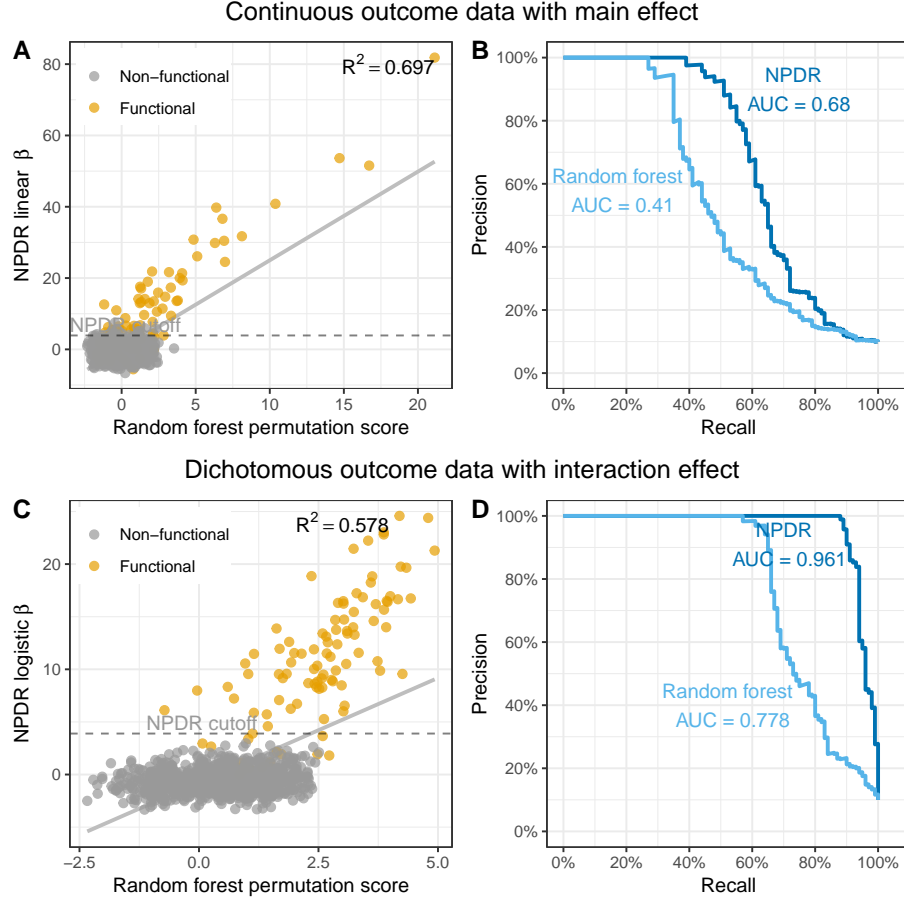 Continuous outcome data with main effect
A
B
R² = 0.697
Non−functional
Functional
NPDR cutoff
80
60
40
20
0
NPDR linear β
0
5
10
15
20
Random forest permutation score
NPDR
AUC = 0.68
Random forest
AUC = 0.41
100%
80%
60%
40%
20%
0%
Precision
0%
20%
40%
60%
80%
100%
Recall
Dichotomous outcome data with interaction effect
C
D
R² = 0.578
Non−functional
Functional
NPDR cutoff
20
10
0
NPDR logistic β
−2.5
0.0
2.5
5.0
Random forest permutation score
NPDR
AUC = 0.961
Random forest
AUC = 0.778
100%
80%
60%
40%
20%
0%
Precision
0%
20%
40%
60%
80%
100%
Recall